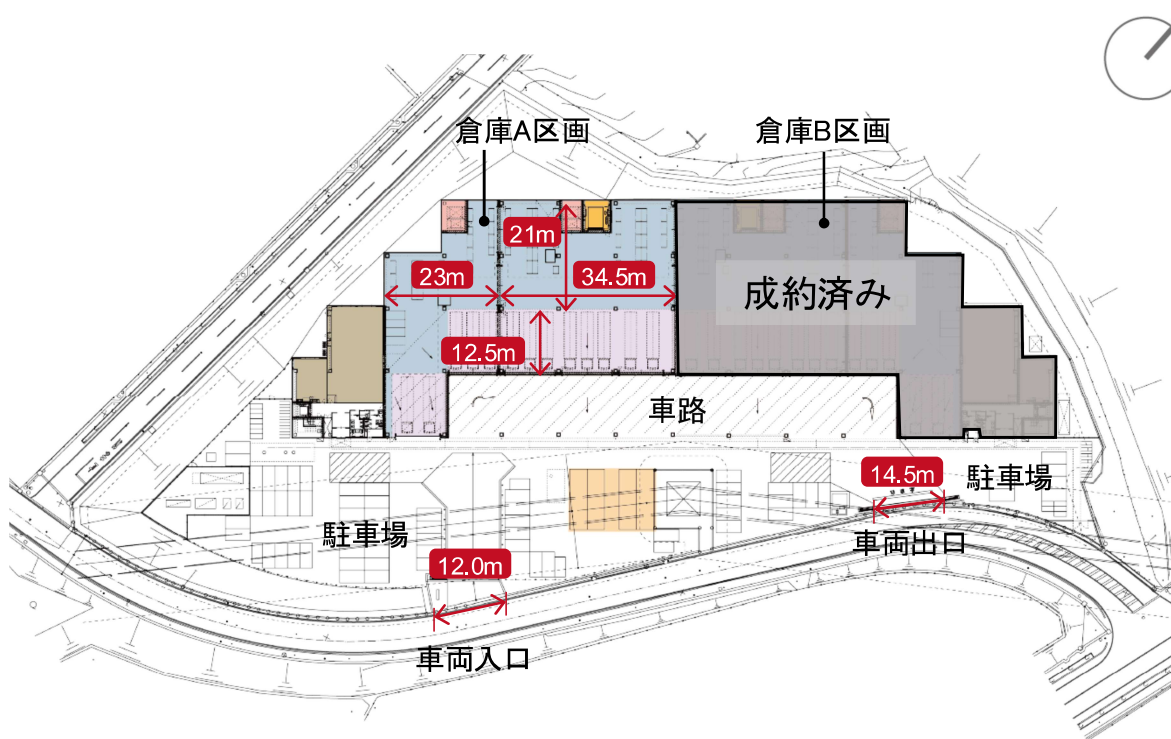 倉庫A区画
倉庫B区画
21m
23m
34.5m
成約済み
12.5m
車路
14.5m
駐車場
駐車場
車両出口
12.0m
車両入口